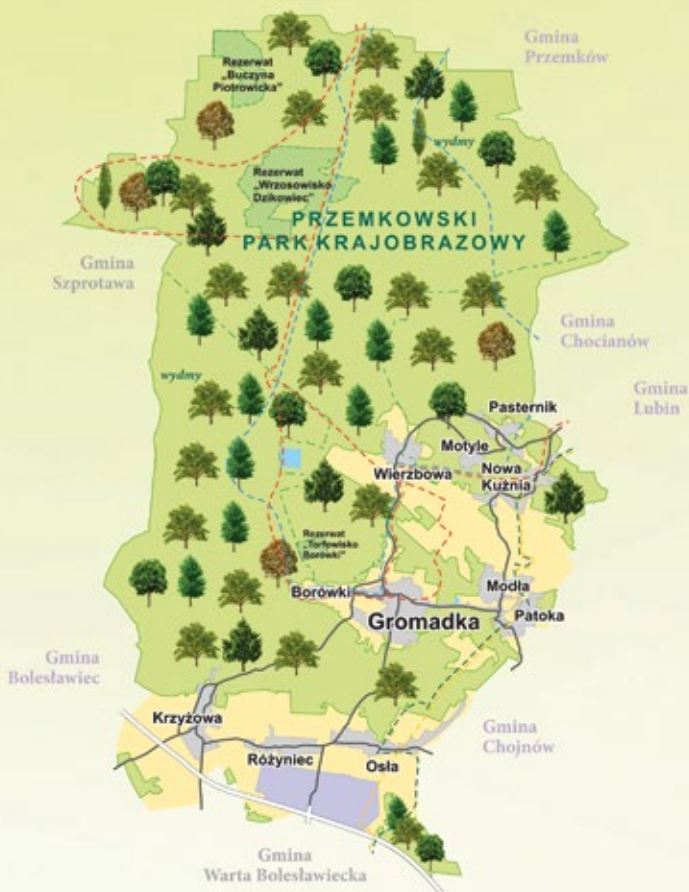 Gmina
Przemków
Rezerwat
„Buczyna
Piotrowicka"
wydmy
Rezerwat
„Wrzosowisko
Dzikowiec"
PRZEMKOWSKI
PARK KRAJOBRAZOWY
Gmina
Szprotawa
Gmina
Chocianów
wydmy
Gmina
Lubin
Pasternik
Motyle
Wierzbowa
Nowa
Kuźnia
Rezerwat
„Torfowisko
Borówki"
Borówki
Modła
Gromadka
Patoka
Gmina
Bolesławiec
Krzyżowa
Gmina
Chojnów
Różyniec
Osła
Gmina
Warta Bolesławiecka